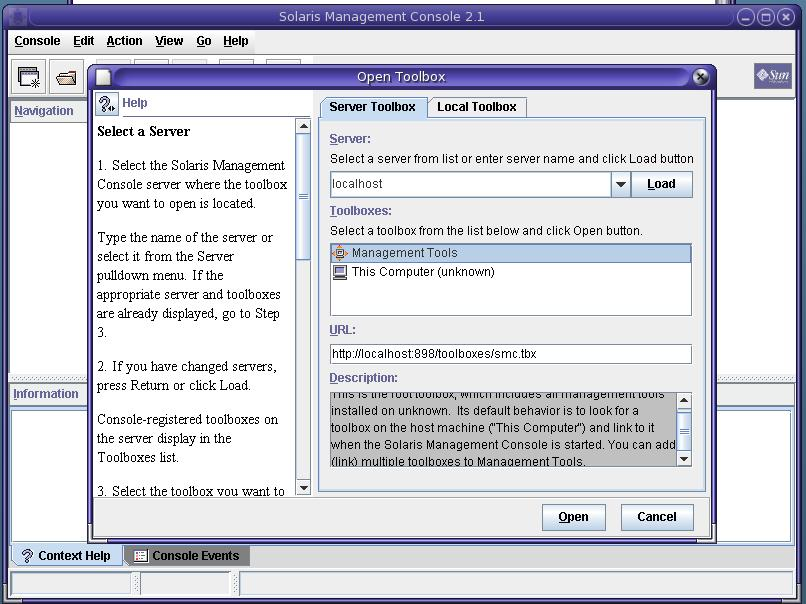 Solaris Management Console 2.1
Console Edit Action View Go Help
Open Toolbox
Sun
Navigation
Help
Select a Server
1. Select the Solaris Management
Console server where the toolbox
you want to open is located.
Type the name of the server or
select it from the Server
pulldown menu. If the
appropriate server and toolboxes
are already displayed, go to Step
3.
2. If you have changed servers,
press Return or click Load.
Console-registered toolboxes on
the server display in the
Toolboxes list.
3. Select the toolbox you want to
Server Toolbox Local Toolbox
Server:
Select a server from list or enter server name and click Load button
localhost Load
Toolboxes:
Select a toolbox from the list below and click Open button.
Management Tools
This Computer (unknown)
URL:
http://localhost:898/toolboxes/smc.tbx
Description:
This is the root toolbox, which includes all management tools
installed on unknown. Its default behavior is to look for a
toolbox on the host machine ("This Computer") and link to it
when the Solaris Management Console is started. You can add
(link) multiple toolboxes to Management Tools.
Open Cancel
Information
Context Help Console Events